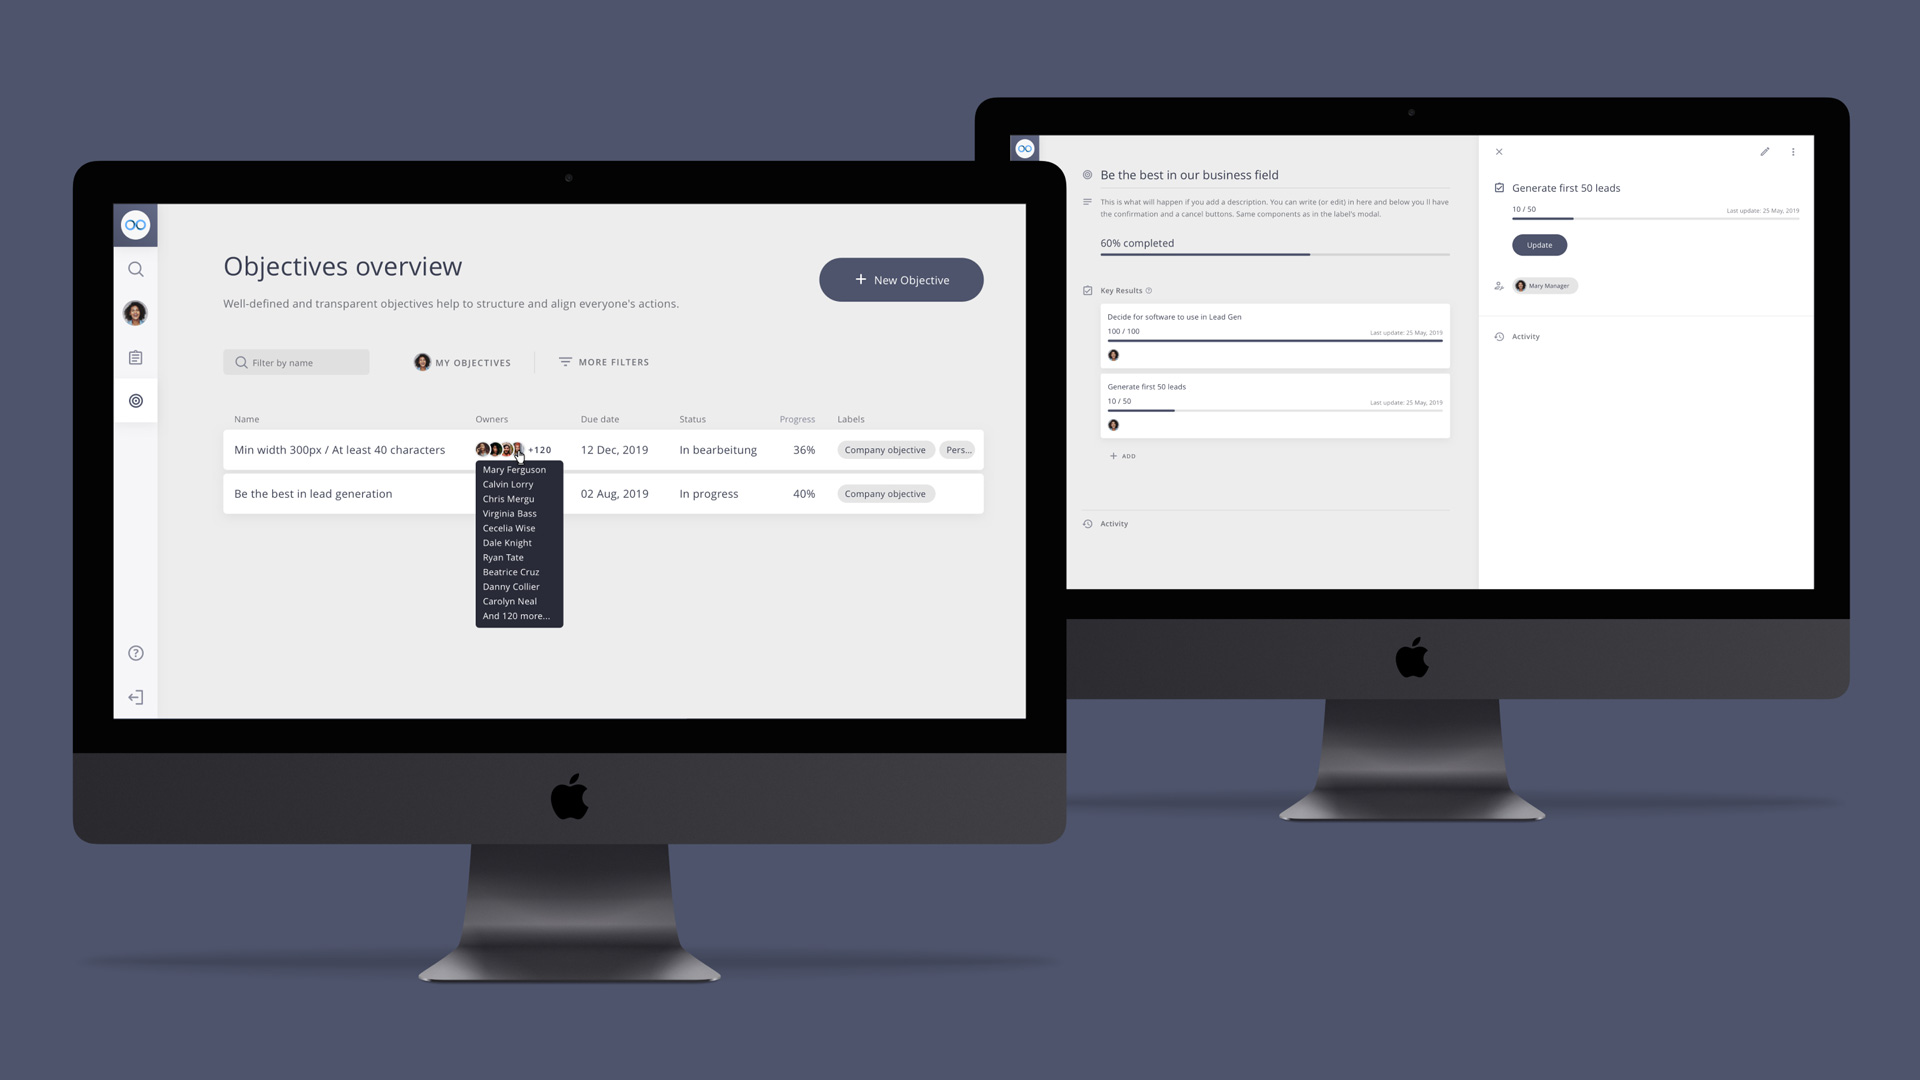 Objectives overview
Well-defined and transparent objectives help to structure and align everyone's actions.
+ New Objective
Filter by name
MY OBJECTIVES
MORE FILTERS
Name Owners Due date Status Progress Labels
Min width 300px / At least 40 characters +120 12 Dec, 2019 In bearbeitung 36% Company objective Pers...
Be the best in lead generation 02 Aug, 2019 In progress 40% Company objective
Mary Ferguson
Calvin Lorry
Chris Mergu
Virginia Bass
Cecelia Wise
Dale Knight
Ryan Tate
Beatrice Cruz
Danny Collier
Carolyn Neal
And 120 more...
Be the best in our business field
This is what will happen if you add a description. You can write (or edit) in here and below you ll have
the confirmation and a cancel buttons. Same components as in the label's modal.
60% completed
Key Results
Decide for software to use in Lead Gen
100 / 100 Last update: 25 May, 2019
Generate first 50 leads
10 / 50 Last update: 25 May, 2019
+ ADD
Activity
Generate first 50 leads
10 / 50 Last update: 25 May, 2019
Update
Mary Manager
Activity